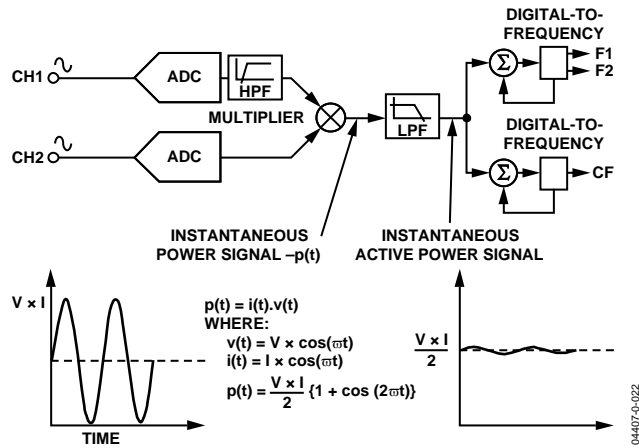 DIGITAL-TO-
FREQUENCY
F1
F2
CH1
ADC
HPF
MULTIPLIER
LPF
Σ
CH2
ADC
DIGITAL-TO-
FREQUENCY
Σ
CF
INSTANTANEOUS
POWER SIGNAL –p(t)
INSTANTANEOUS
ACTIVE POWER SIGNAL
V × I
TIME
p(t) = i(t).v(t)
WHERE:
v(t) = V × cos(ϖt)
i(t) = I × cos(ϖt)
p(t) = V × I / 2 {1 + cos (2ϖt)}
V × I
2
04407-0-022